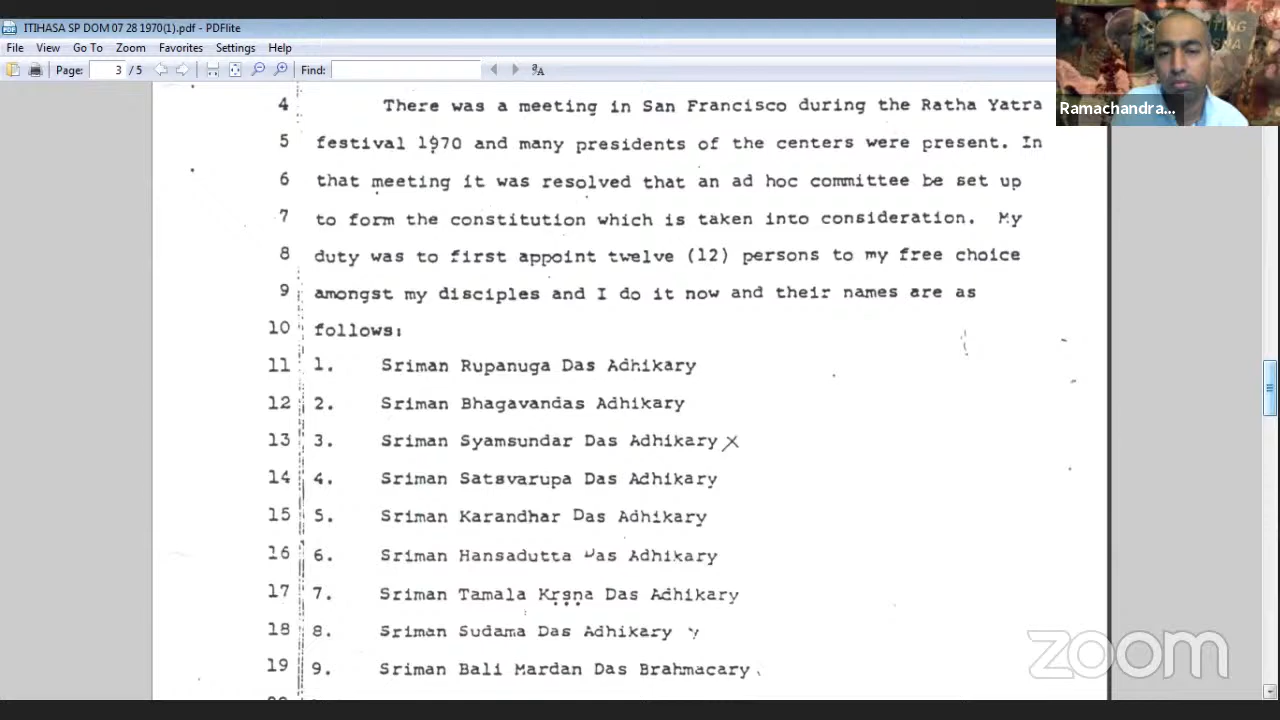 ITIHASA SP DOM 07 28 1970(1).pdf - PDFlite
File View Go To Zoom Favorites Settings Help
Page: 3 / 5 Find:
Ramachandra...
4 There was a meeting in San Francisco during the Ratha Yatra
5 festival 1970 and many presidents of the centers were present. In
6 that meeting it was resolved that an ad hoc committee be set up
7 to form the constitution which is taken into consideration. My
8 duty was to first appoint twelve (12) persons to my free choice
9 amongst my disciples and I do it now and their names are as
10 follows:
11 1. Sriman Rupanuga Das Adhikary
12 2. Sriman Bhagavandas Adhikary
13 3. Sriman Syamsundar Das Adhikary X
14 4. Sriman Satsvarupa Das Adhikary
15 5. Sriman Karandhar Das Adhikary
16 6. Sriman Hansadutta Das Adhikary
17 7. Sriman Tamala Kṛṣṇa Das Adhikary
18 8. Sriman Sudama Das Adhikary
19 9. Sriman Bali Mardan Das Brahmacary
zoom